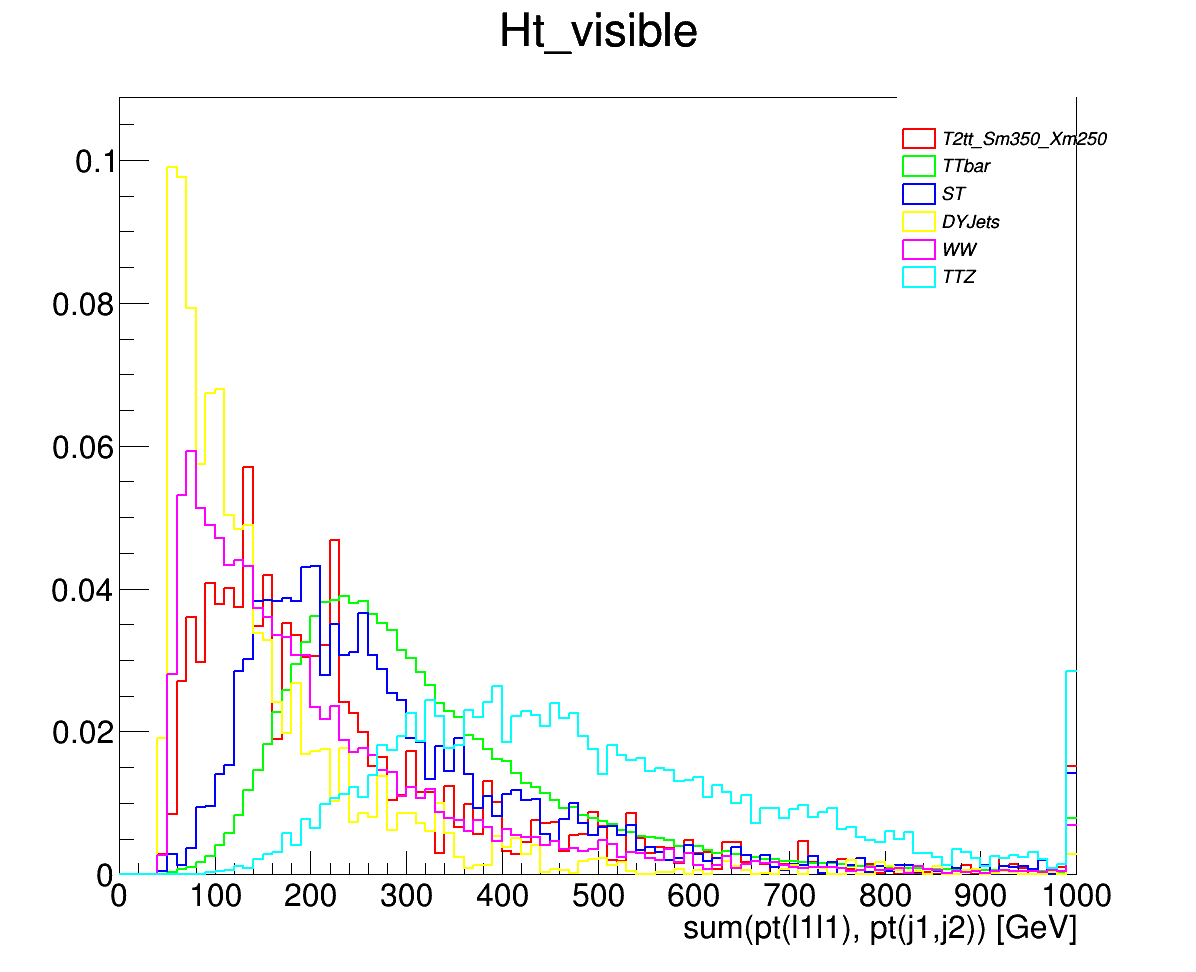 Ht_visible
T2tt_Sm350_Xm250
TTbar
ST
DYJets
WW
TTZ
0.1
0.08
0.06
0.04
0.02
0
0 100 200 300 400 500 600 700 800 900 1000
sum(pt(l1l1), pt(j1,j2)) [GeV]